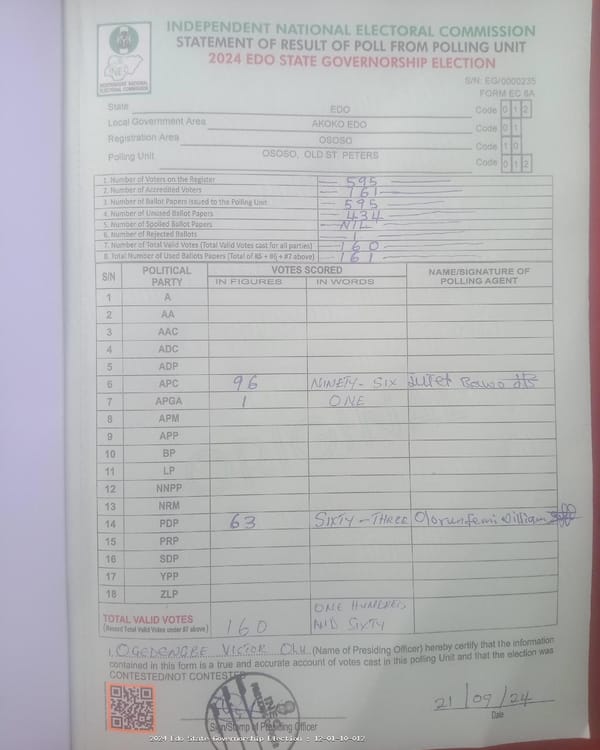 INDEPENDENT NATIONAL ELECTORAL COMMISSION
STATEMENT OF RESULT OF POLL FROM POLLING UNIT
2024 EDO STATE GOVERNORSHIP ELECTION
INDEPENDENT NATIONAL ELECTORAL COMMISSION
S/N: EG/0000235
FORM EC 8A
State EDO Code 0 1 2
Local Government Area AKOKO EDO Code 0 1
Registration Area OSOSO Code 1 0
Polling Unit OSOSO, OLD ST. PETERS Code 0 1 2
1. Number of Voters on the Register 595
2. Number of Accredited Voters 161
3. Number of Ballot Papers issued to the Polling Unit 595
4. Number of Unused Ballot Papers 434
5. Number of Spoiled Ballot Papers NIL
6. Number of Rejected Ballots 1
7. Number of Total Valid Votes (Total Valid Votes cast for all parties) 160
8. Total Number of Used Ballots Papers (Total of #5 + #6 + #7 above) 161
S/N POLITICAL PARTY VOTES SCORED NAME/SIGNATURE OF POLLING AGENT
IN FIGURES IN WORDS
1 A
2 AA
3 AAC
4 ADC
5 ADP
6 APC 96 NINETY-SIX
7 APGA 1 ONE
8 APM
9 APP
10 BP
11 LP
12 NNPP
13 NRM
14 PDP 63 SIXTY-THREE Olorunfemi William
15 PRP
16 SDP
17 YPP
18 ZLP
TOTAL VALID VOTES 160 ONE HUNDRED
(Record Total Valid Votes under #7 above) AND SIXTY
I, VICTOR (Name of Presiding Officer) hereby certify that the information
contained in this form is a true and accurate account of votes cast in this polling Unit and that the election was
CONTESTED/NOT CONTESTED
21/09/24
Sign/Stamp of Presiding Officer Date
2024 Edo State Governorship Election : 12-01-10-012